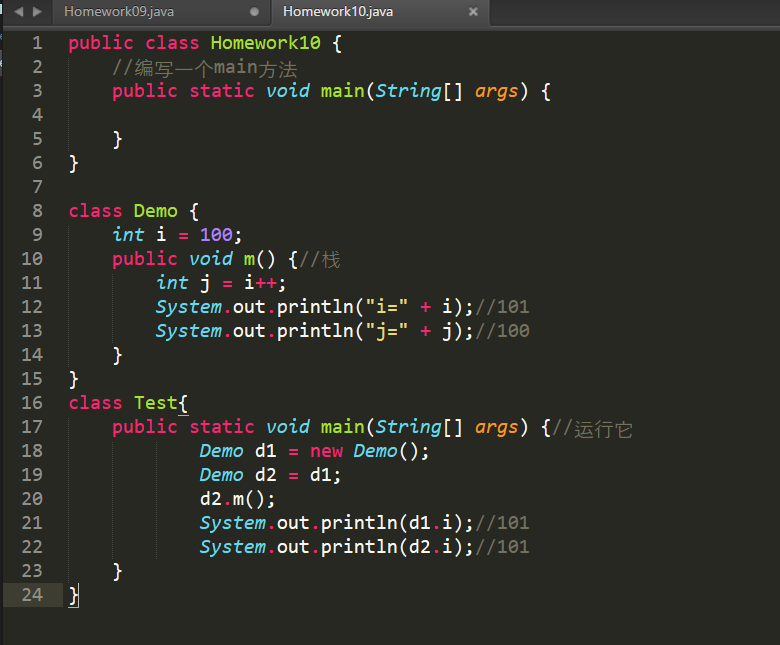 Homework09.java
Homework10.java
1 public class Homework10 {
2 //编写一个main方法
3 public static void main(String[] args) {
4
5 }
6 }
7
8 class Demo {
9 int i = 100;
10 public void m() {//栈
11 int j = i++;
12 System.out.println("i=" + i);//101
13 System.out.println("j=" + j);//100
14 }
15 }
16 class Test{
17 public static void main(String[] args) {//运行它
18 Demo d1 = new Demo();
19 Demo d2 = d1;
20 d2.m();
21 System.out.println(d1.i);//101
22 System.out.println(d2.i);//101
23 }
24 }